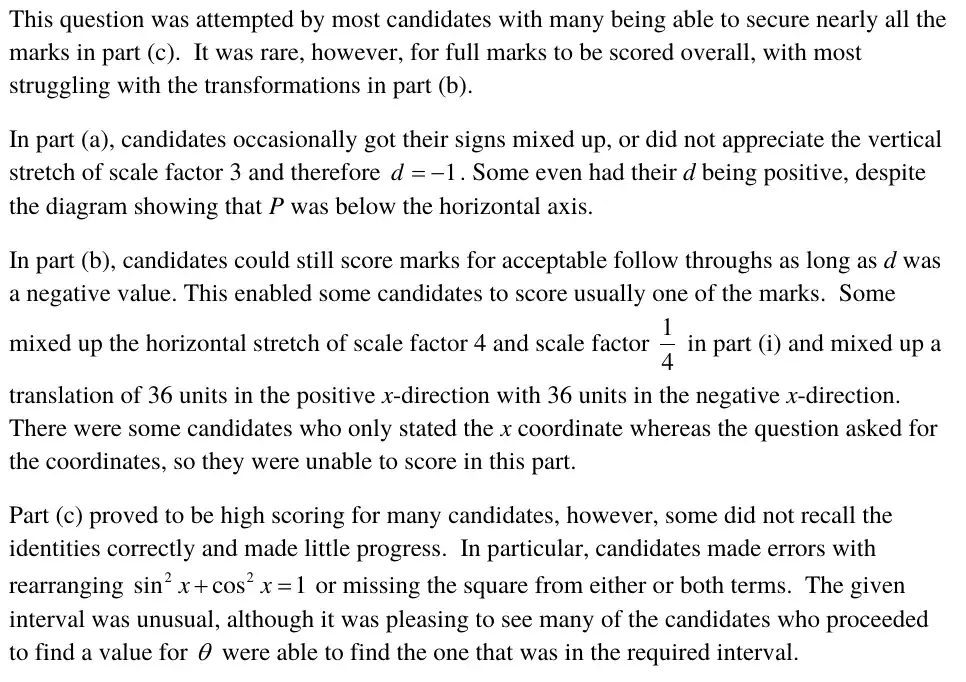 This question was attempted by most candidates with many being able to secure nearly all the
marks in part (c).  It was rare, however, for full marks to be scored overall, with most
struggling with the transformations in part (b).
In part (a), candidates occasionally got their signs mixed up, or did not appreciate the vertical
stretch of scale factor 3 and therefore d = −1. Some even had their d being positive, despite
the diagram showing that P was below the horizontal axis.
In part (b), candidates could still score marks for acceptable follow throughs as long as d was
a negative value. This enabled some candidates to score usually one of the marks.  Some
mixed up the horizontal stretch of scale factor 4 and scale factor 1/4 in part (i) and mixed up a
translation of 36 units in the positive x-direction with 36 units in the negative x-direction.
There were some candidates who only stated the x coordinate whereas the question asked for
the coordinates, so they were unable to score in this part.
Part (c) proved to be high scoring for many candidates, however, some did not recall the
identities correctly and made little progress.  In particular, candidates made errors with
rearranging sin² x + cos² x = 1 or missing the square from either or both terms.  The given
interval was unusual, although it was pleasing to see many of the candidates who proceeded
to find a value for θ were able to find the one that was in the required interval.